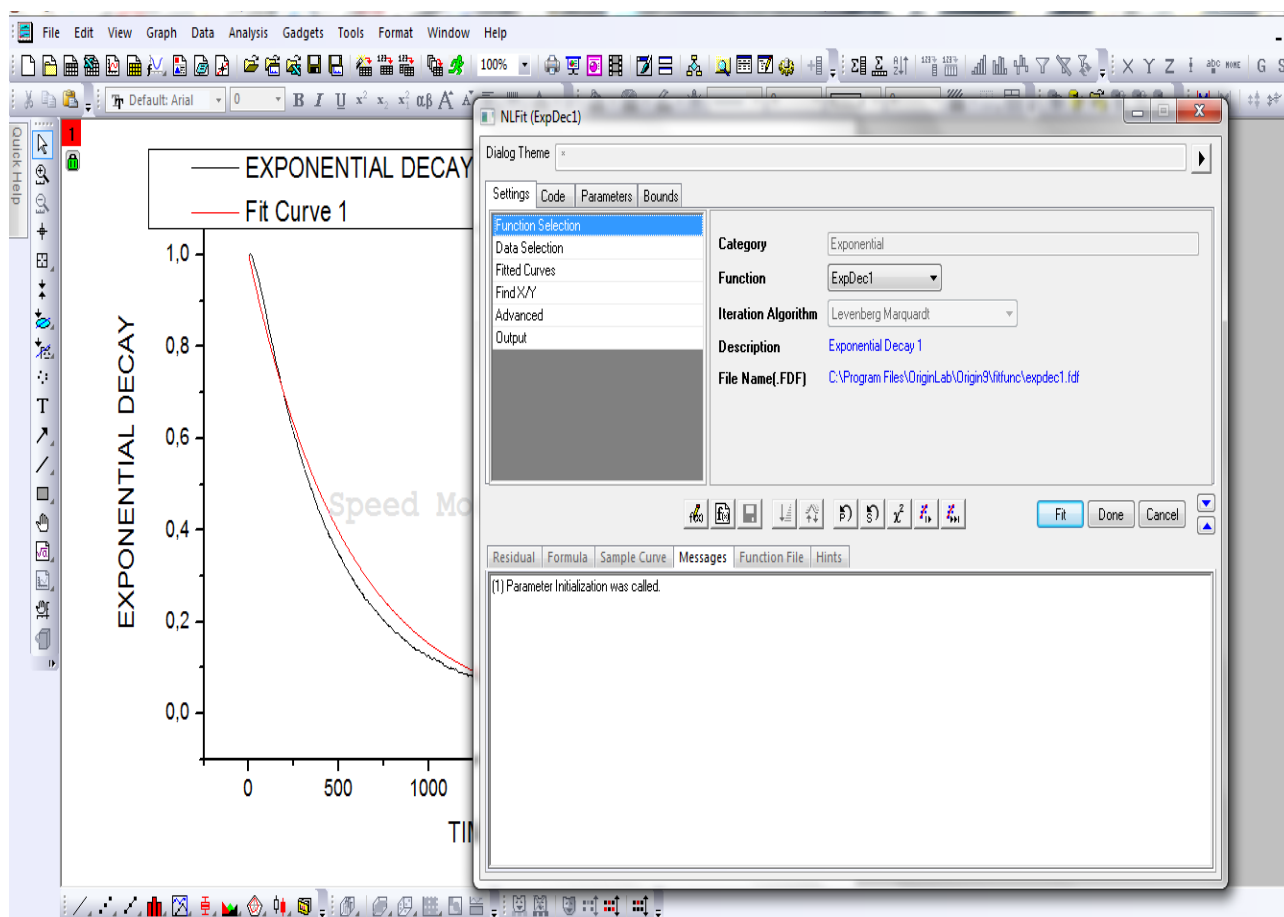 File Edit View Graph Data Analysis Gadgets Tools Format Window Help
100%
X Y Z
Default: Arial 0 B I U x² x₂ αβ A
Quick Help
1
NLFit (ExpDec1)
Dialog Theme *
Settings Code Parameters Bounds
Function Selection
Data Selection
Fitted Curves
Find X/Y
Advanced
Output
Category Exponential
Function ExpDec1
Iteration Algorithm Levenberg Marquardt
Description Exponential Decay 1
File Name(.FDF) C:\Program Files\OriginLab\Origin9\fitfunc\expdec1.fdf
Fit Done Cancel
Residual Formula Sample Curve Messages Function File Hints
(1) Parameter Initialization was called.
EXPONENTIAL DECAY
Fit Curve 1
1,0
0,8
0,6
0,4
0,2
0,0
EXPONENTIAL DECAY
Speed Mo
0 500 1000
TI